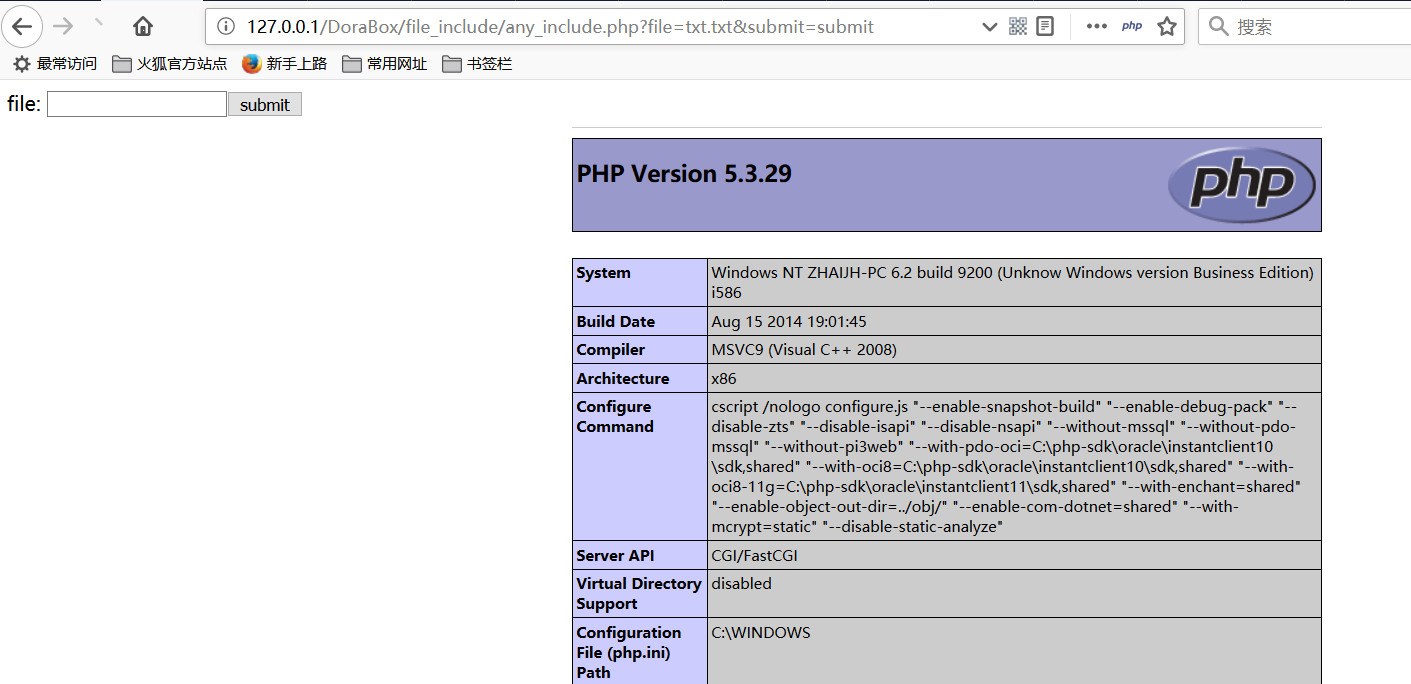 127.0.0.1/DoraBox/file_include/any_include.php?file=txt.txt&submit=submit
php
搜索
最常访问
火狐官方站点
新手上路
常用网址
书签栏
file:
submit
PHP Version 5.3.29
php
System
Windows NT ZHAIJH-PC 6.2 build 9200 (Unknow Windows version Business Edition)
i586
Build Date
Aug 15 2014 19:01:45
Compiler
MSVC9 (Visual C++ 2008)
Architecture
x86
Configure
Command
cscript /nologo configure.js "--enable-snapshot-build" "--enable-debug-pack" "--
disable-zts" "--disable-isapi" "--disable-nsapi" "--without-mssql" "--without-pdo-
mssql" "--without-pi3web" "--with-pdo-oci=C:\php-sdk\oracle\instantclient10
\sdk,shared" "--with-oci8=C:\php-sdk\oracle\instantclient10\sdk,shared" "--with-
oci8-11g=C:\php-sdk\oracle\instantclient11\sdk,shared" "--with-enchant=shared"
"--enable-object-out-dir=../obj/" "--enable-com-dotnet=shared" "--with-
mcrypt=static" "--disable-static-analyze"
Server API
CGI/FastCGI
Virtual Directory
Support
disabled
Configuration
File (php.ini)
Path
C:\WINDOWS